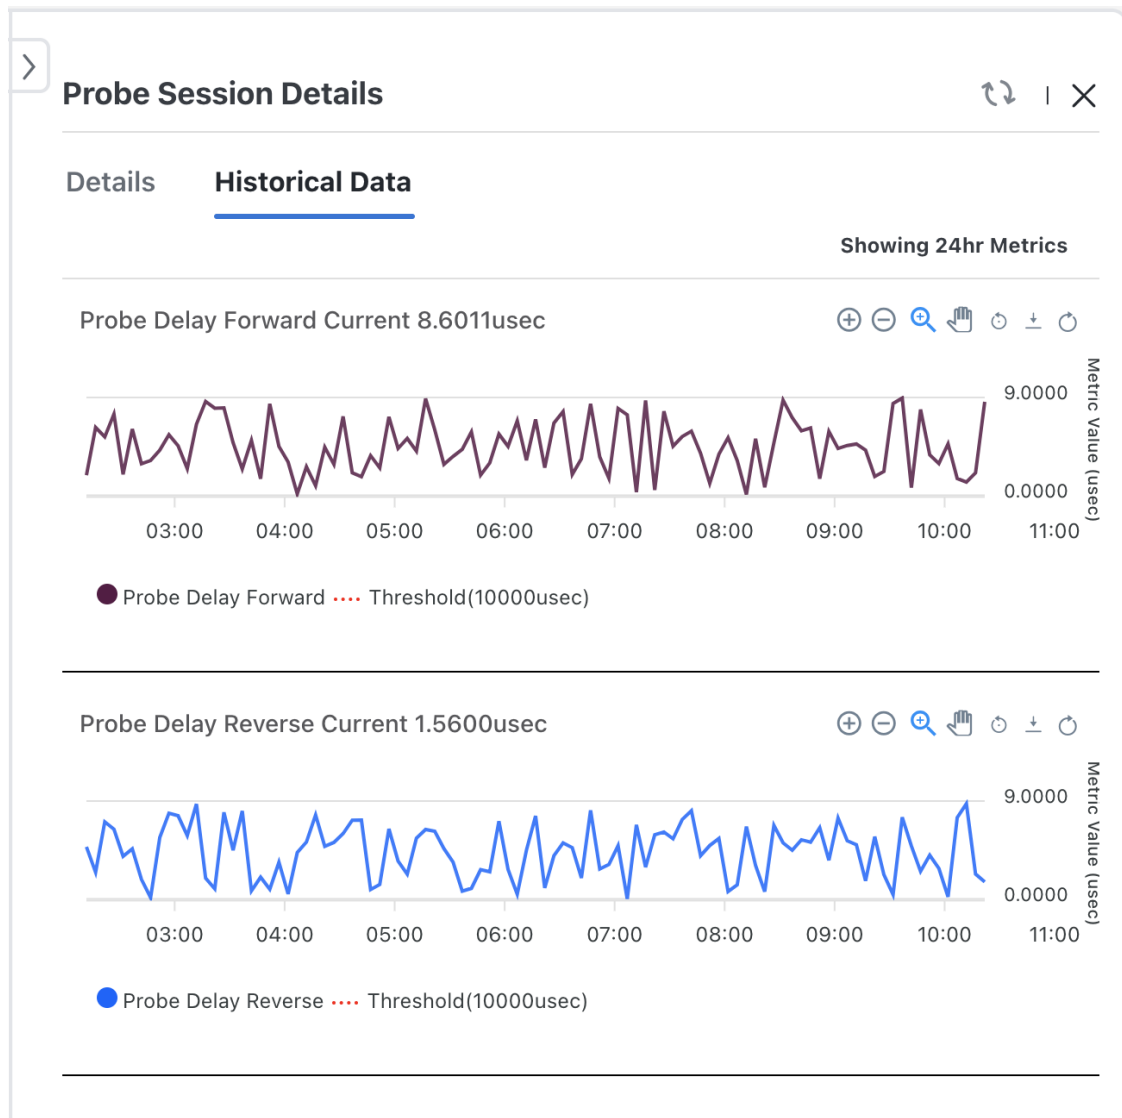 Probe Session Details
Details Historical Data
Showing 24hr Metrics
Probe Delay Forward Current 8.6011usec
9.0000
0.0000
Metric Value (usec)
03:00 04:00 05:00 06:00 07:00 08:00 09:00 10:00 11:00
Probe Delay Forward Threshold(10000usec)
Probe Delay Reverse Current 1.5600usec
9.0000
0.0000
Metric Value (usec)
03:00 04:00 05:00 06:00 07:00 08:00 09:00 10:00 11:00
Probe Delay Reverse Threshold(10000usec)